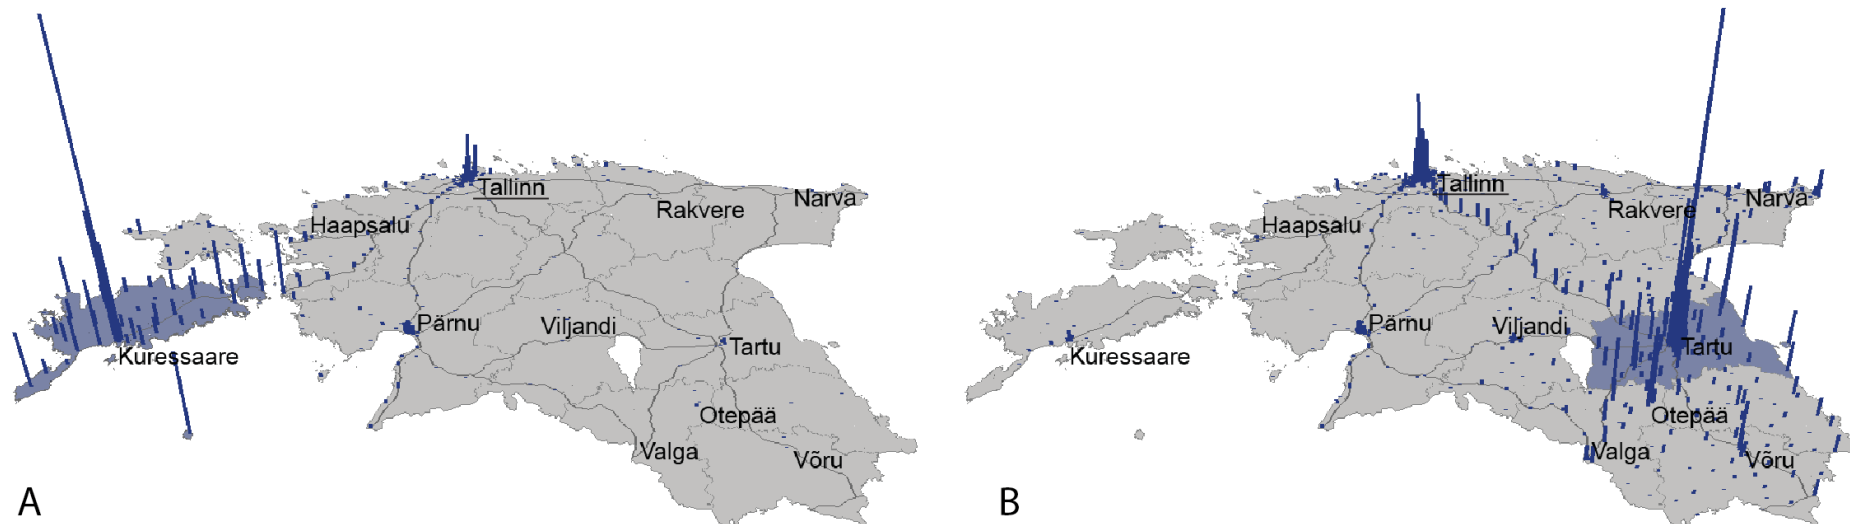 Tallinn
Narva
Rakvere
Haapsalu
Pärnu
Viljandi
Tartu
Kuressaare
Otepää
Valga
Võru
A
Tallinn
Narva
Rakvere
Haapsalu
Pärnu
Viljandi
Tartu
Kuressaare
Otepää
Valga
Võru
B